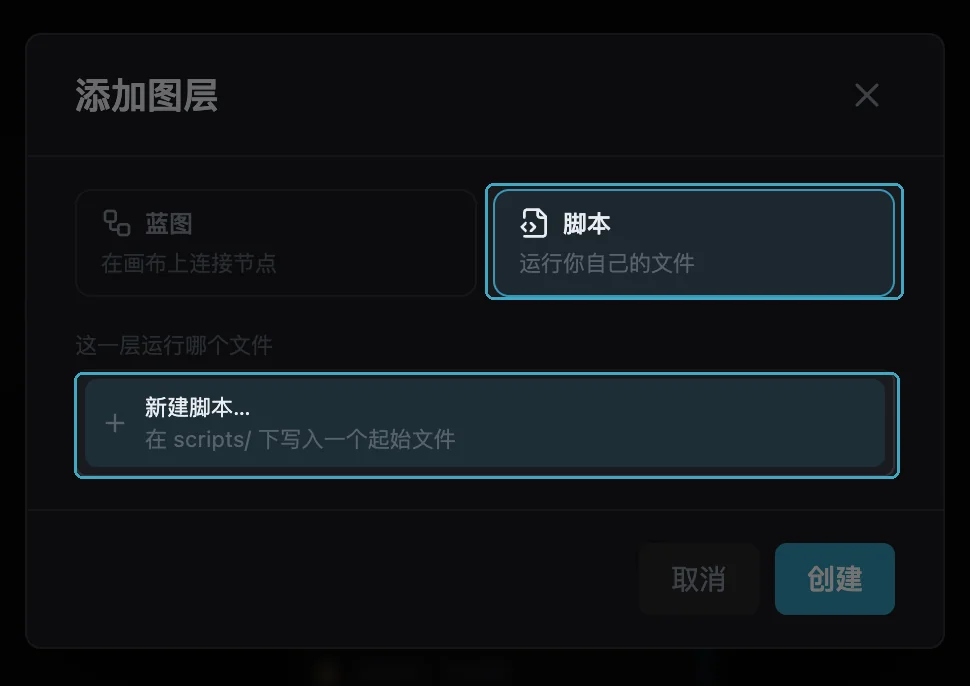 添加图层
蓝图
在画布上连接节点
脚本
运行你自己的文件
这一层运行哪个文件
新建脚本...
在 scripts/ 下写入一个起始文件
取消
创建